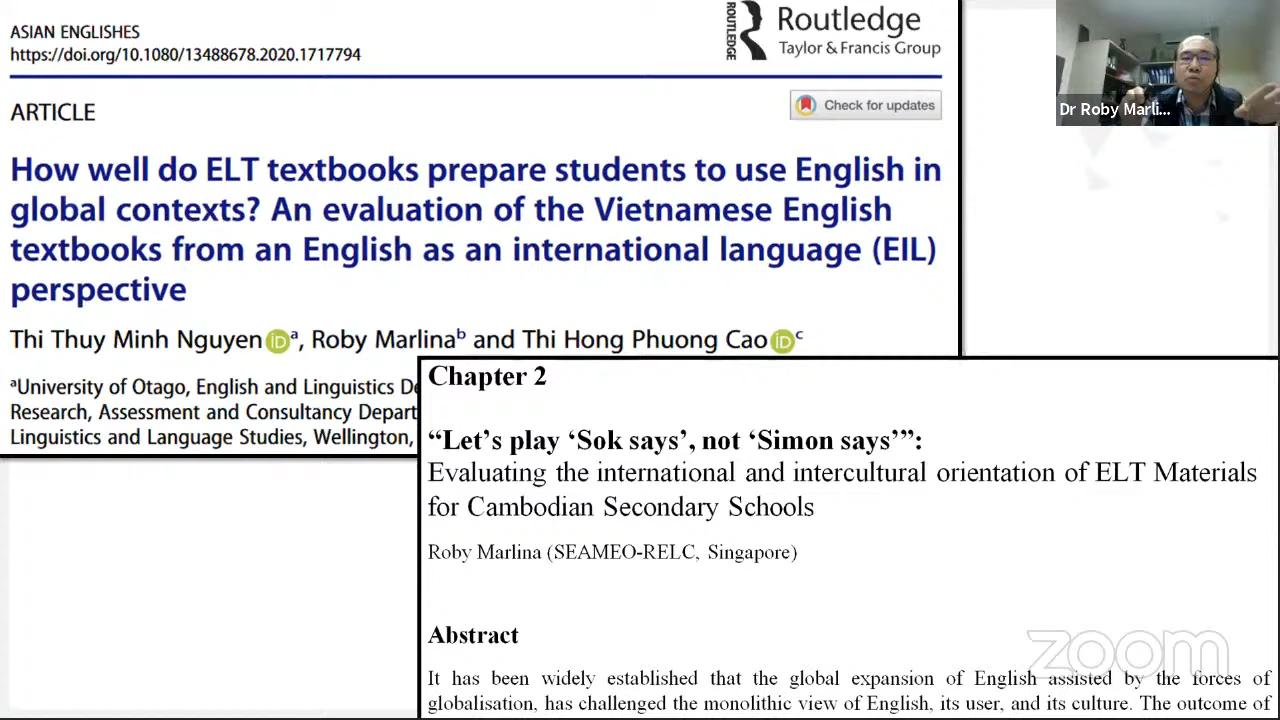 ASIAN ENGLISHES
https://doi.org/10.1080/13488678.2020.1717794
ROUTLEDGE
Routledge
Taylor & Francis Group
ARTICLE
Check for updates
How well do ELT textbooks prepare students to use English in
global contexts? An evaluation of the Vietnamese English
textbooks from an English as an international language (EIL)
perspective
Thi Thuy Minh Nguyen iD a, Roby Marlina b and Thi Hong Phuong Cao iD c
aUniversity of Otago, English and Linguistics De
Research, Assessment and Consultancy Depart
Linguistics and Language Studies, Wellington,
Dr Roby Marli...
Chapter 2
“Let’s play ‘Sok says’, not ‘Simon says’”:
Evaluating the international and intercultural orientation of ELT Materials
for Cambodian Secondary Schools
Roby Marlina (SEAMEO-RELC, Singapore)
Abstract
It has been widely established that the global expansion of English assisted by the forces of
globalisation, has challenged the monolithic view of English, its user, and its culture. The outcome of
zoom